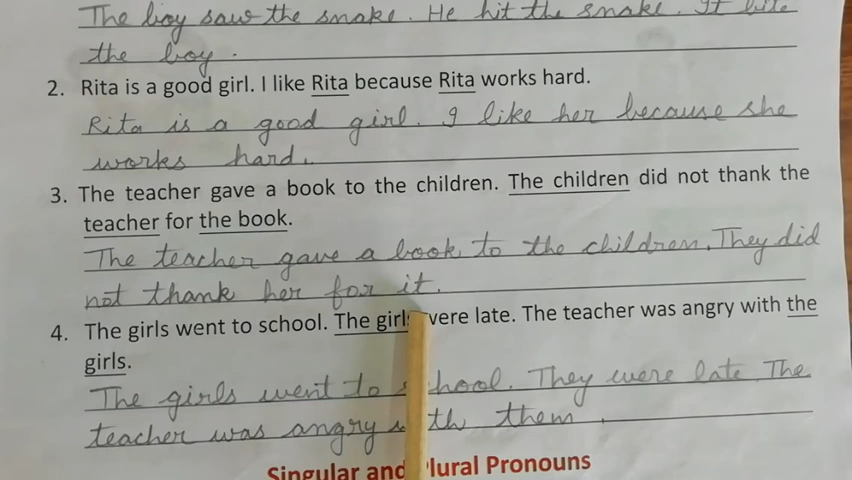 The boy saw the snake. He hit the snake. It bite
the boy.
2. Rita is a good girl. I like Rita because Rita works hard.
Rita is a good girl. I like her because she
works hard.
3. The teacher gave a book to the children. The children did not thank the
teacher for the book.
The teacher gave a book to the children. They did
not thank her for it.
4. The girls went to school. The girls were late. The teacher was angry with the
girls.
The girls went to school. They were late. The
teacher was angry with them.
Singular and Plural Pronouns